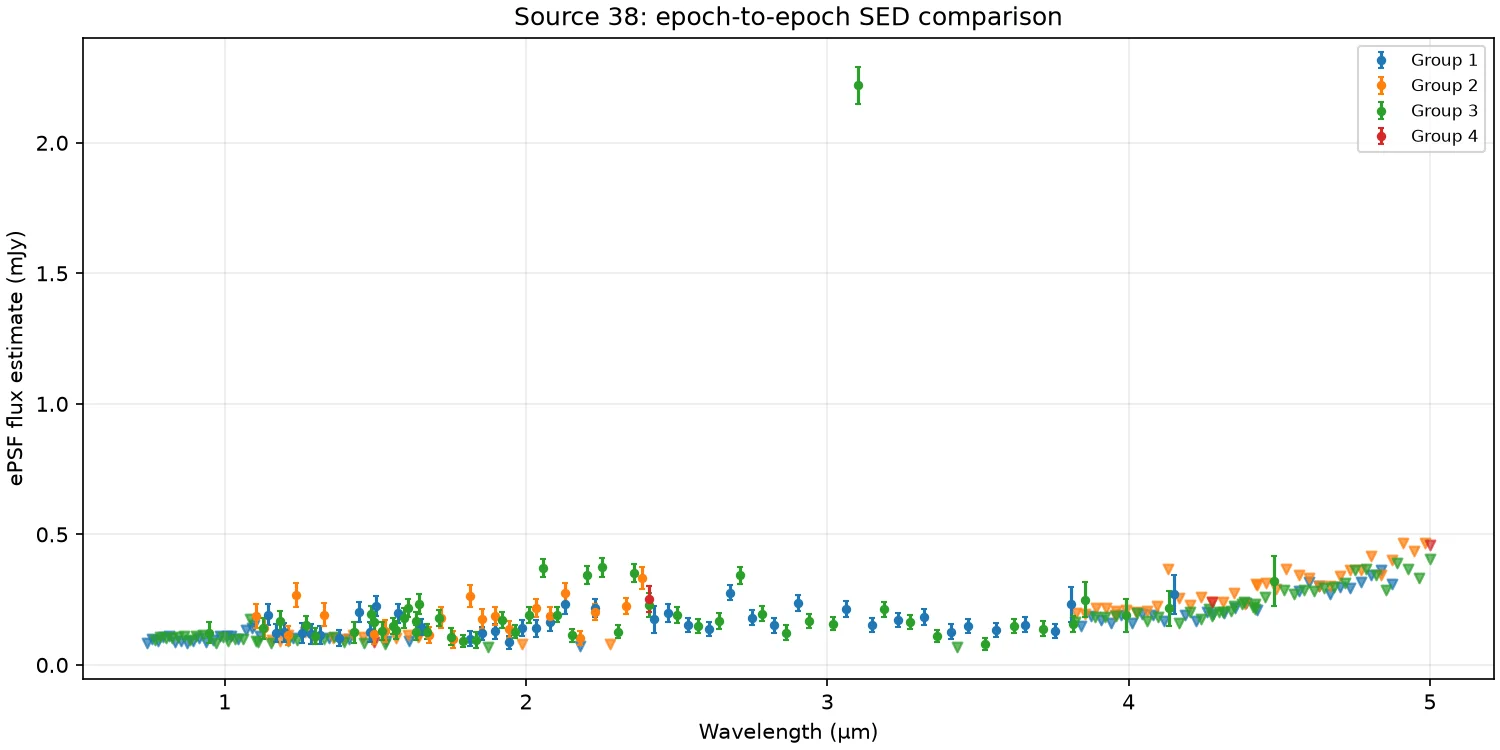 Source 38: epoch-to-epoch SED comparison
ePSF flux estimate (mJy)
2.0
1.5
1.0
0.5
0.0
Group 1
Group 2
Group 3
Group 4
1 2 3 4 5
Wavelength (µm)